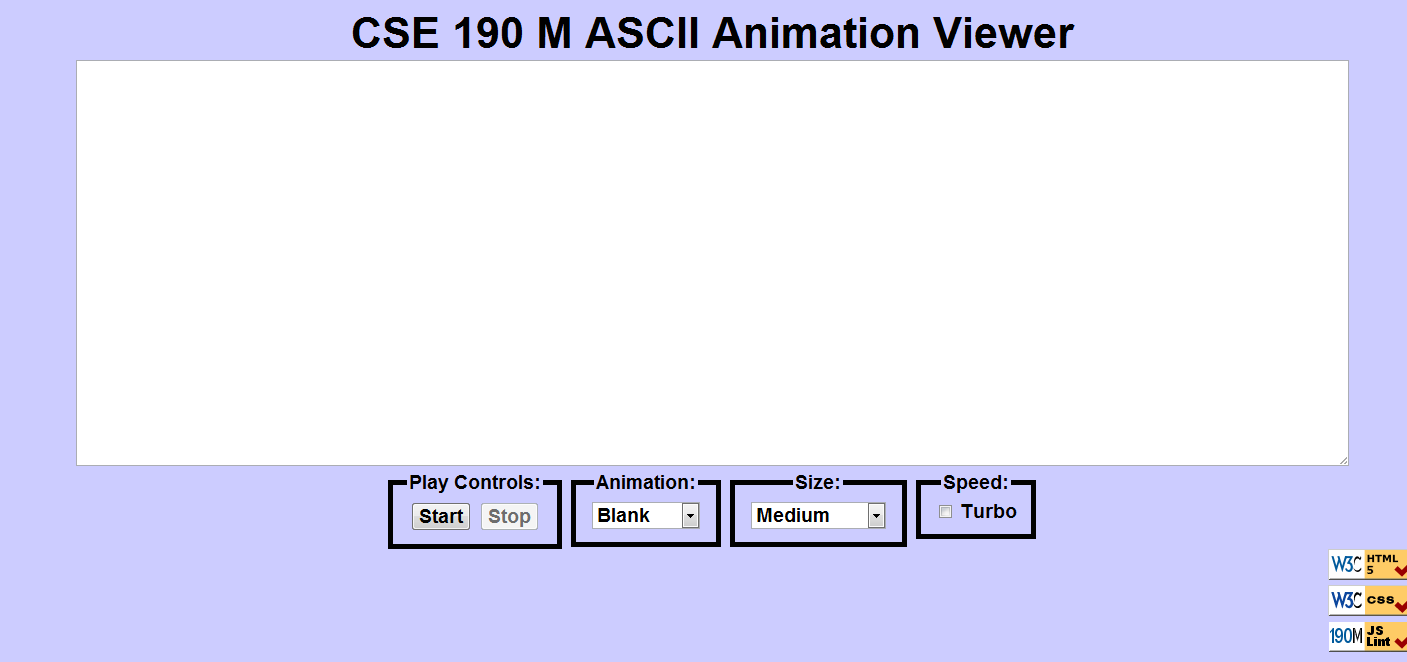 CSE 190 M ASCII Animation Viewer
Play Controls: Animation: Size: Speed:
Start Stop Blank Medium Turbo
W3C HTML 5
W3C css
190M JS Lint